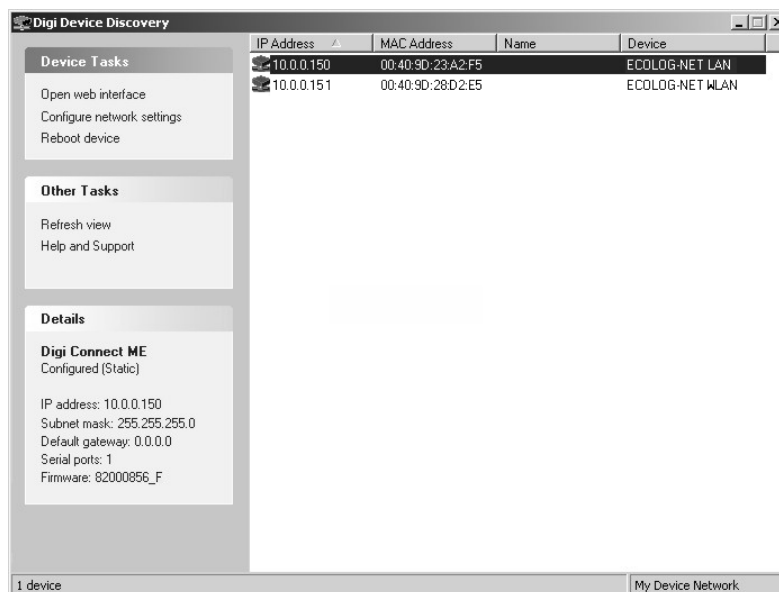 Digi Device Discovery
Device Tasks
Open web interface
Configure network settings
Reboot device
Other Tasks
Refresh view
Help and Support
Details
Digi Connect ME
Configured (Static)
IP address: 10.0.0.150
Subnet mask: 255.255.255.0
Default gateway: 0.0.0.0
Serial ports: 1
Firmware: 82000856_F
IP Address MAC Address Name Device
10.0.0.150 00:40:9D:23:A2:F5 ECOLOG-NET LAN
10.0.0.151 00:40:9D:28:D2:E5 ECOLOG-NET WLAN
1 device My Device Network